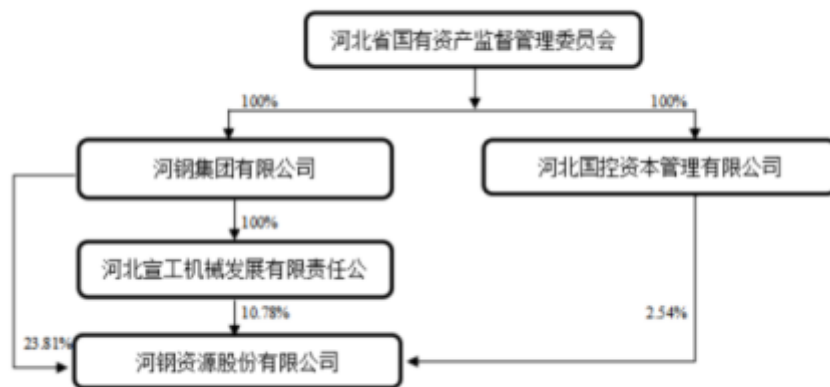 河北省国有资产监督管理委员会
100%
100%
河钢集团有限公司
河北国控资本管理有限公司
100%
河北宣工机械发展有限责任公
10.78%
2.54%
23.81%
河钢资源股份有限公司